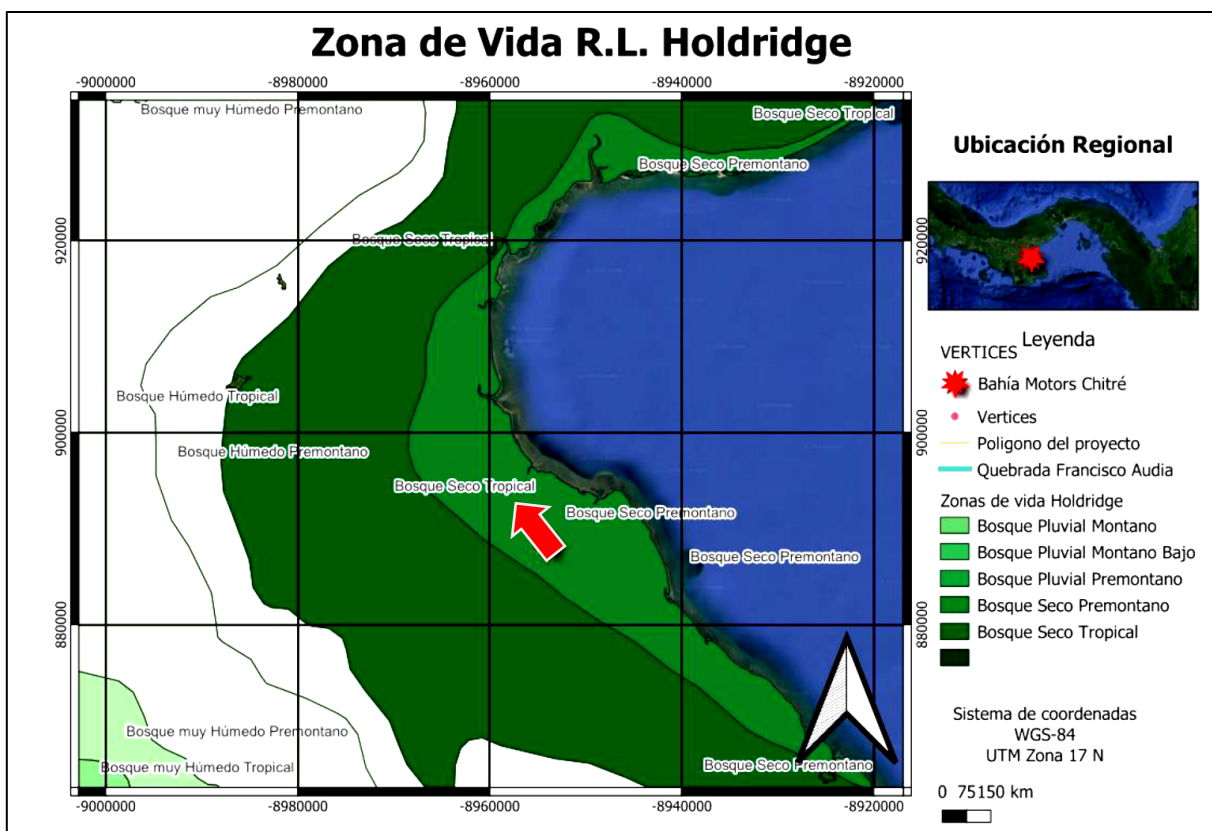 Zona de Vida R.L. Holdridge
-9000000
-8980000
-8960000
-8940000
-8920000
Bosque muy Húmedo Premontano
Bosque Seco Tropical
Bosque Seco Premontano
920000
Bosque Seco Tropical
920000
Bosque Húmedo Tropical
900000
Bosque Húmedo Premontano
900000
Bosque Seco Tropical
Bosque Seco Premontano
Bosque Seco Premontano
880000
880000
Bosque muy Húmedo Premontano
Bosque muy Húmedo Tropical
Bosque Seco Premontano
-9000000
-8980000
-8960000
-8940000
-8920000
Ubicación Regional
Leyenda
VERTICES
Bahía Motors Chitré
Vertices
Poligono del proyecto
Quebrada Francisco Audia
Zonas de vida Holdridge
Bosque Pluvial Montano
Bosque Pluvial Montano Bajo
Bosque Pluvial Premontano
Bosque Seco Premontano
Bosque Seco Tropical
Sistema de coordenadas
WGS-84
UTM Zona 17 N
0 75150 km